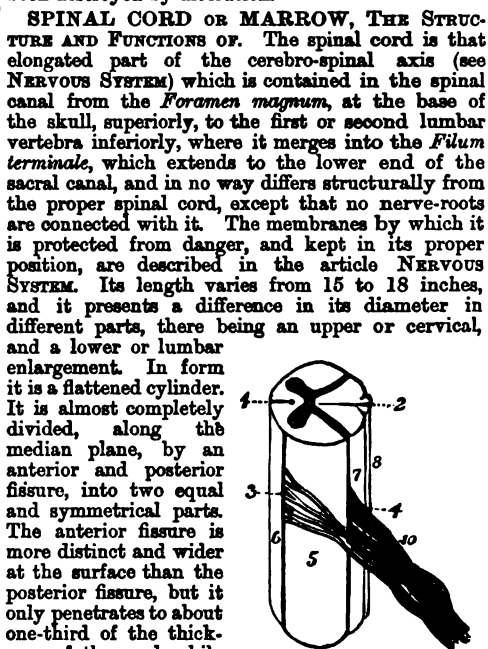 SPINAL CORD OR MARROW, THE STRUC-
TURE AND FUNCTIONS OF. The spinal cord is that
elongated part of the cerebro-spinal axis (see
NERVOUS SYSTEM) which is contained in the spinal
canal from the Foramen magnum, at the base of
the skull, superiorly, to the first or second lumbar
vertebra inferiorly, where it merges into the Filum
terminale, which extends to the lower end of the
sacral canal, and in no way differs structurally from
the proper spinal cord, except that no nerve-roots
are connected with it. The membranes by which it
is protected from danger, and kept in its proper
position, are described in the article NERVOUS
SYSTEM. Its length varies from 15 to 18 inches,
and it presents a difference in its diameter in
different parts, there being an upper or cervical,
and a lower or lumbar
enlargement. In form
it is a flattened cylinder.
It is almost completely
divided, along the
median plane, by an
anterior and posterior
fissure, into two equal
and symmetrical parts.
The anterior fissure is
more distinct and wider
at the surface than the
posterior fissure, but it
only penetrates to about
one-third of the thick-
1
2
8
7
3
4
6
5
10